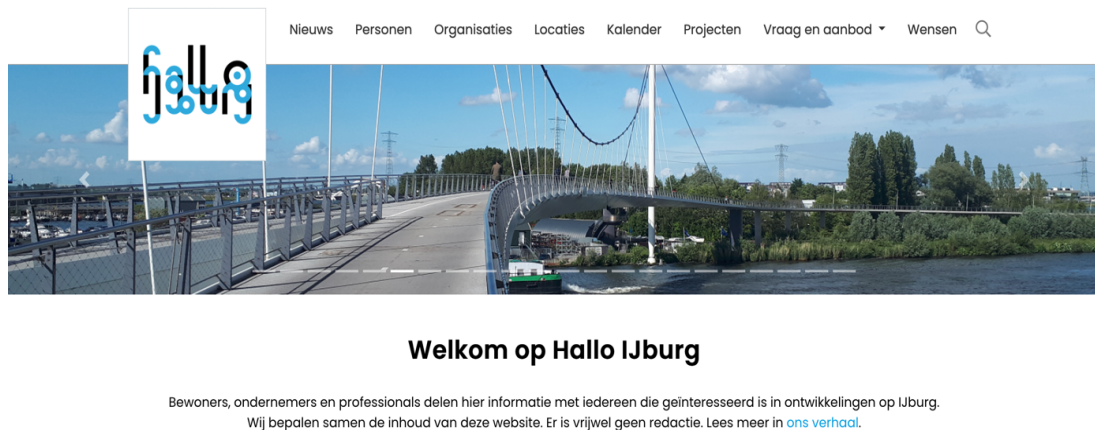 hallo
IJburg
Nieuws Personen Organisaties Locaties Kalender Projecten Vraag en aanbod Wensen
Welkom op Hallo IJburg
Bewoners, ondernemers en professionals delen hier informatie met iedereen die geïnteresseerd is in ontwikkelingen op IJburg.
Wij bepalen samen de inhoud van deze website. Er is vrijwel geen redactie. Lees meer in ons verhaal.